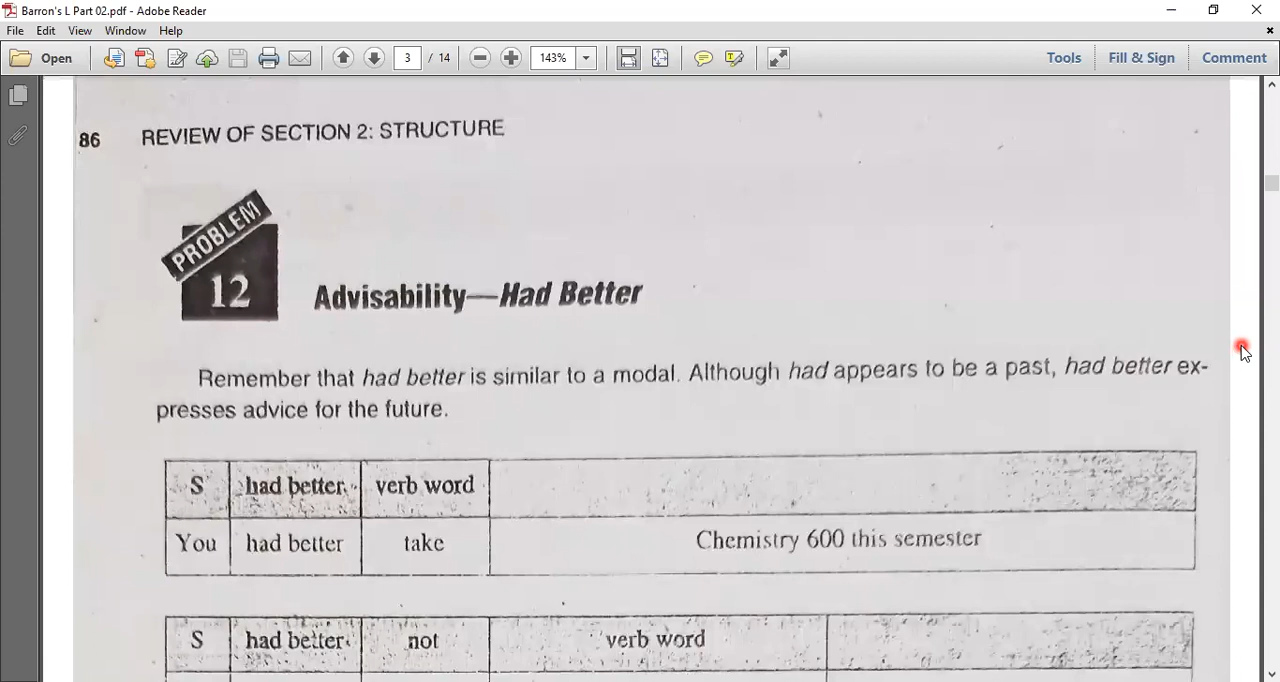 Barron's L Part 02.pdf - Adobe Reader
File Edit View Window Help
Open 3 / 14 143% Tools Fill & Sign Comment
86 REVIEW OF SECTION 2: STRUCTURE
PROBLEM
12
Advisability—Had Better
Remember that had better is similar to a modal. Although had appears to be a past, had better ex-
presses advice for the future.
S had better verb word
You had better take Chemistry 600 this semester
S had better not verb word